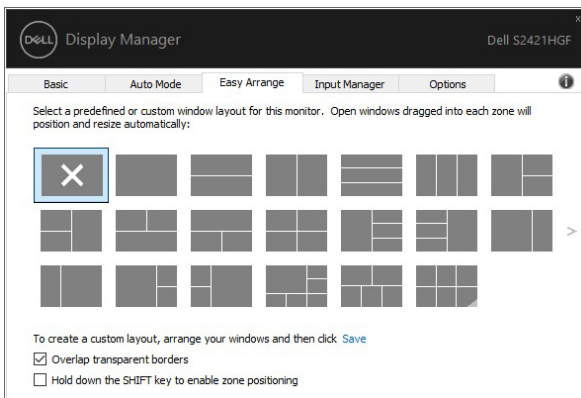 DELL Display Manager
Dell S2421HGF
Basic Auto Mode Easy Arrange Input Manager Options
Select a predefined or custom window layout for this monitor. Open windows dragged into each zone will
position and resize automatically:
To create a custom layout, arrange your windows and then click Save
Overlap transparent borders
Hold down the SHIFT key to enable zone positioning